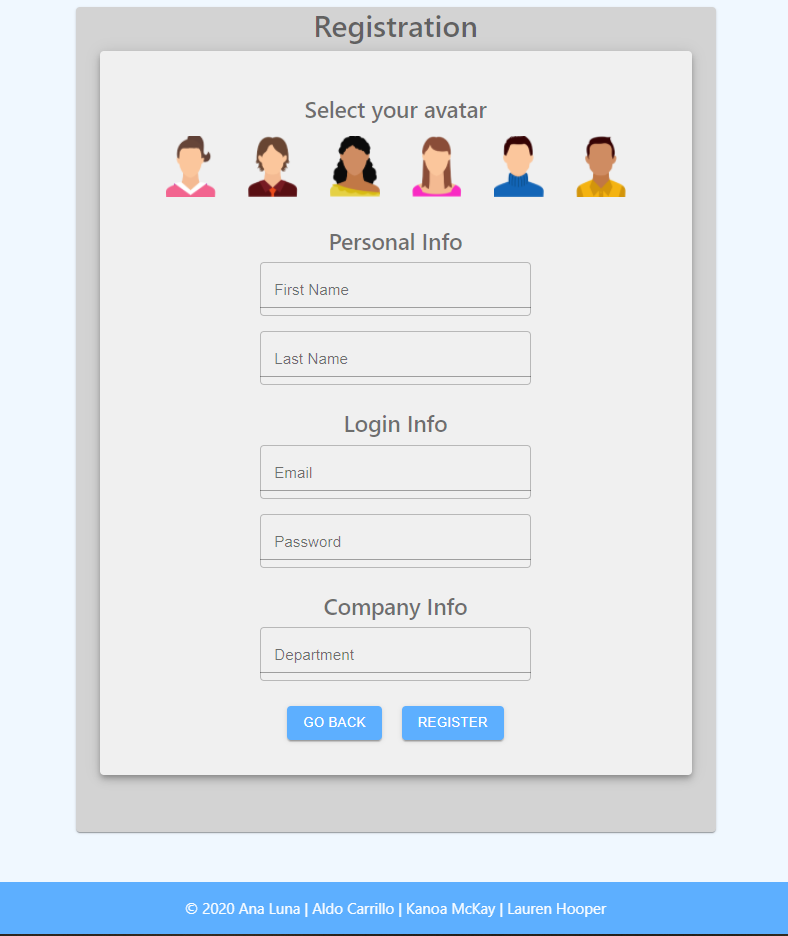 Registration
Select your avatar
Personal Info
First Name
Last Name
Login Info
Email
Password
Company Info
Department
GO BACK REGISTER
© 2020 Ana Luna | Aldo Carrillo | Kanoa McKay | Lauren Hooper